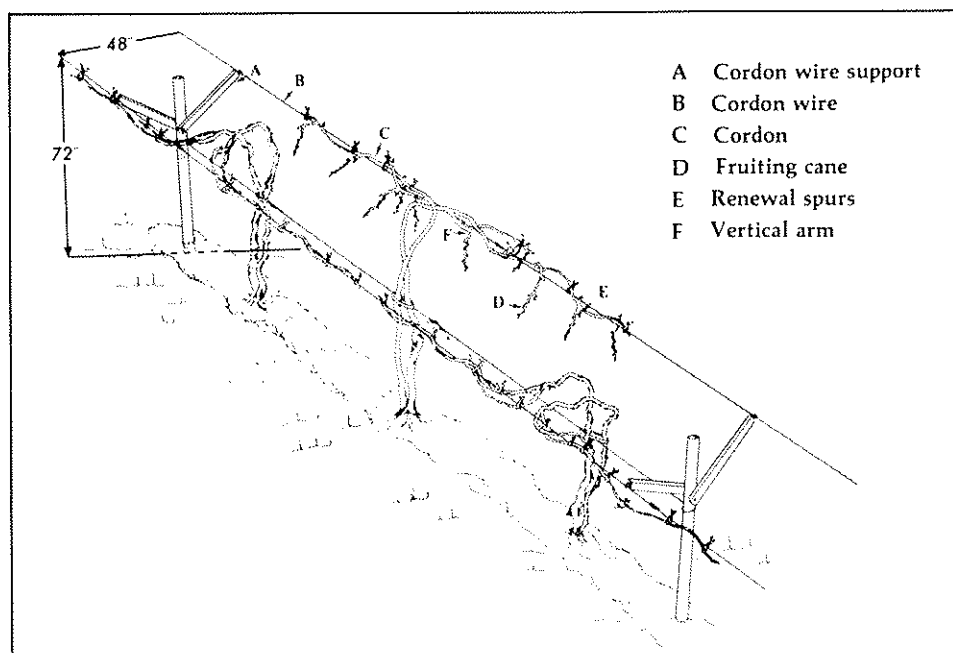 48"
A
B
C
72"
F
D
E
A Cordon wire support
B Cordon wire
C Cordon
D Fruiting cane
E Renewal spurs
F Vertical arm